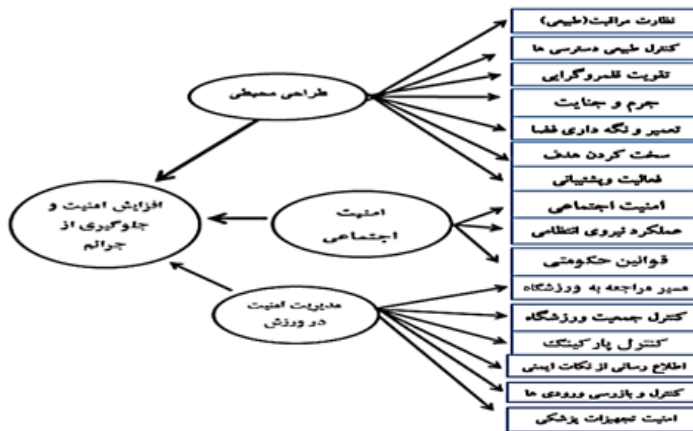 نظارت مراقبت(طبیعی)
کنترل طبیعی دسترسی ها
تقویت قلمروگرایی
جرم و جنایت
تعمیر و نگه داری فضا
سخت کردن هدف
فعالیت وپشتیبانی
امنیت اجتماعی
عملکرد نیروی انتظامی
قوانین حکومتی
مسیر مراجعه به ورزشگاه
کنترل جمعیت ورزشگاه
کنترل پارکینگ
اطلاع رسانی از نکات ایمنی
کنترل و بازرسی ورودی ها
امنیت تجهیزات پزشکی
طراحی محیطی
امنیت
اجتماعی
مدیریت امنیت
در ورزش
افزایش امنیت و
جلوگیری از
جرائم